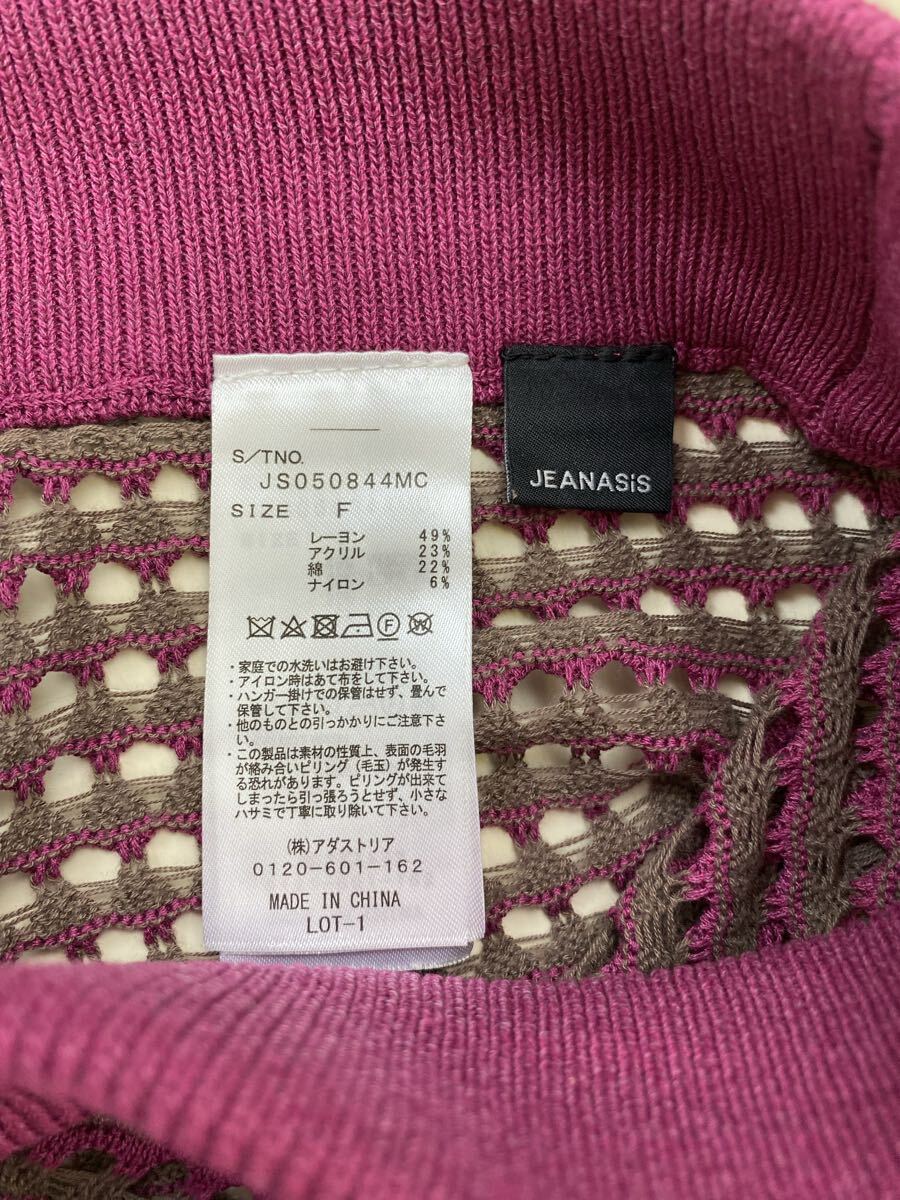 S/TNO.
JS050844MC
SIZE F
レーヨン 49%
アクリル 23%
綿 22%
ナイロン 6%
F W
・家庭での水洗いはお避け下さい。
・アイロン時はあて布をして下さい。
・ハンガー掛けでの保管はせず、畳んで
保管して下さい。
・他のものとの引っかかりにご注意下さ
い。
・この製品は素材の性質上、表面の毛羽
が絡み合いピリング（毛玉）が発生す
る恐れがあります。ピリングが出来て
しまったら引っ張ろうとせず、小さな
ハサミで丁寧に取り除いて下さい。
(株)アダストリア
0120-601-162
MADE IN CHINA
LOT-1
JEANASiS